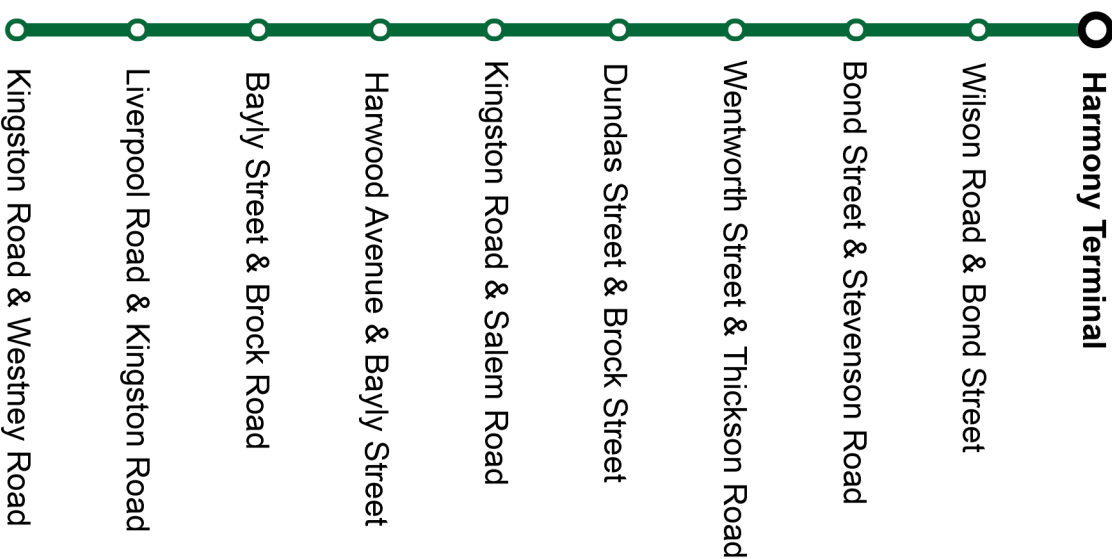 Kingston Road & Westney Road
Liverpool Road & Kingston Road
Bayly Street & Brock Road
Harwood Avenue & Bayly Street
Kingston Road & Salem Road
Dundas Street & Brock Street
Wentworth Street & Thickson Road
Bond Street & Stevenson Road
Wilson Road & Bond Street
Harmony Terminal